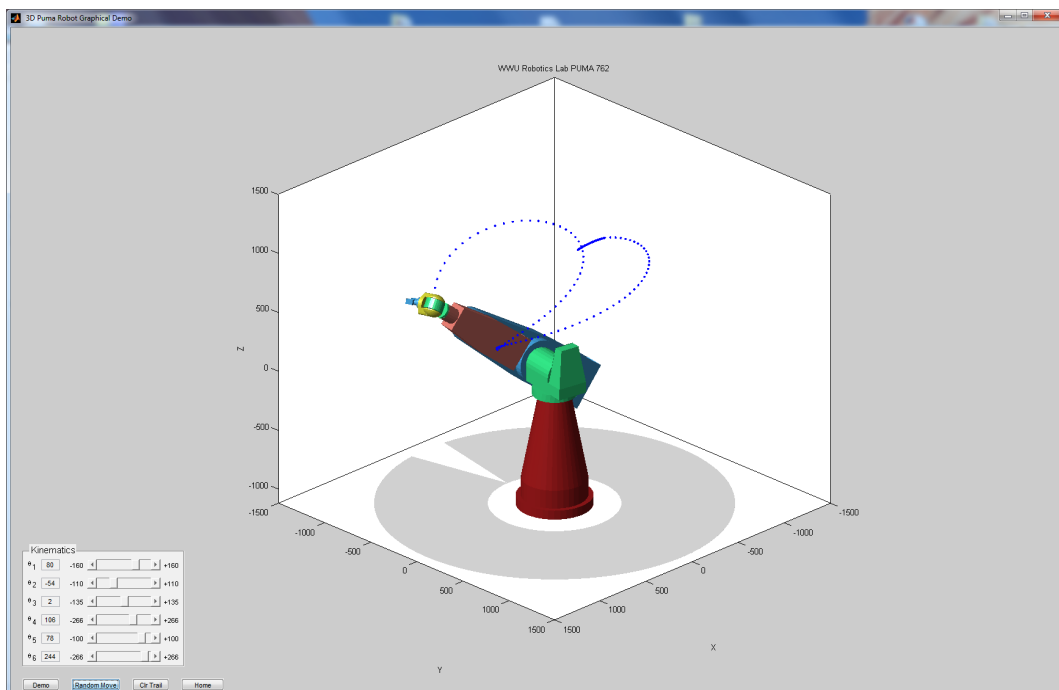 3D Puma Robot Graphical Demo
WWU Robotics Lab PUMA 762
1500
1000
500
0
-500
-1000
Z
-1500
-1000
-500
0
500
1000
1500
Y
-1500
-1000
-500
0
500
1000
1500
X
Kinematics
θ1 80 -160 +160
θ2 -54 -110 +110
θ3 2 -135 +135
θ4 106 -266 +266
θ5 78 -100 +100
θ6 244 -266 +266
Demo Random Move Clr Trail Home